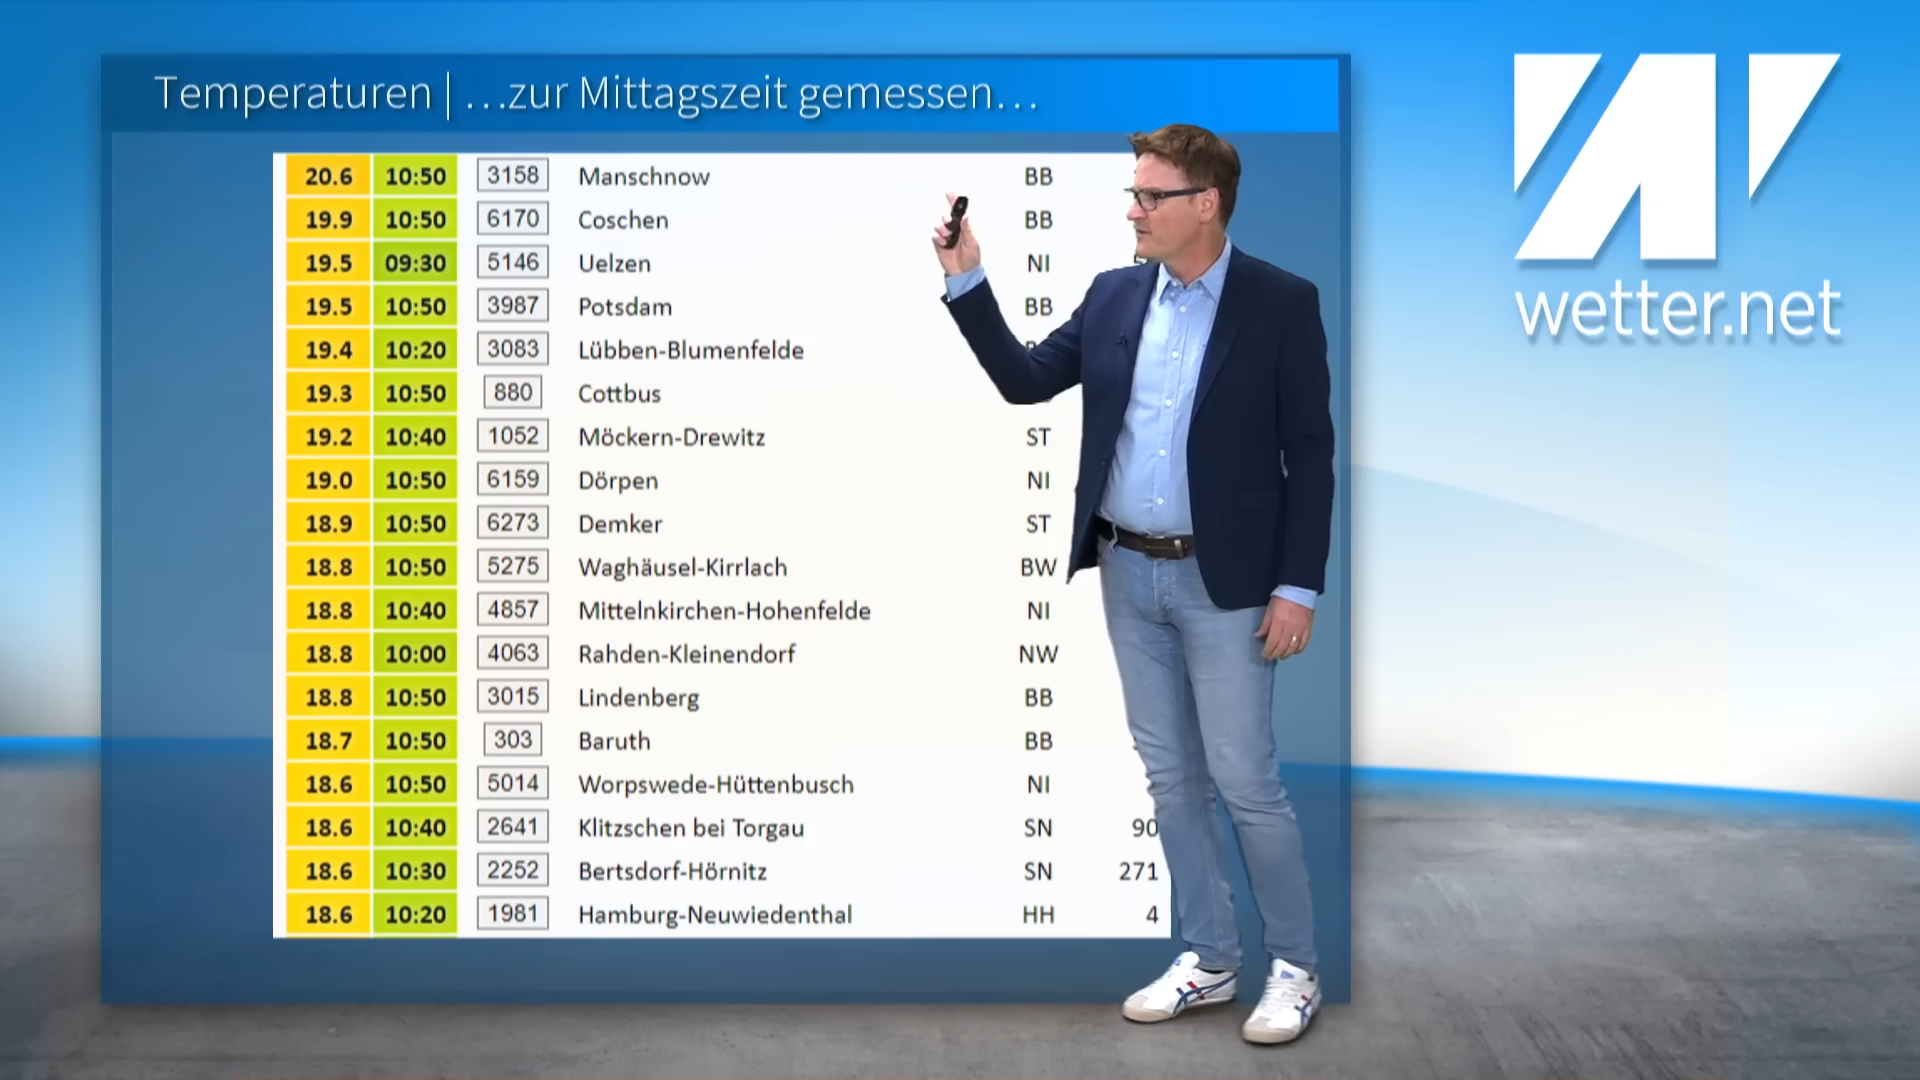 Temperaturen | ...zur Mittagszeit gemessen...
20.6 10:50 3158 Manschnow BB
19.9 10:50 6170 Coschen BB
19.5 09:30 5146 Uelzen NI
19.5 10:50 3987 Potsdam BB
19.4 10:20 3083 Lübben-Blumenfelde
19.3 10:50 880 Cottbus
19.2 10:40 1052 Möckern-Drewitz ST
19.0 10:50 6159 Dörpen NI
18.9 10:50 6273 Demker ST
18.8 10:50 5275 Waghäusel-Kirrlach BW
18.8 10:40 4857 Mittelnkirchen-Hohenfelde NI
18.8 10:00 4063 Rahden-Kleinendorf NW
18.8 10:50 3015 Lindenberg BB
18.7 10:50 303 Baruth BB
18.6 10:50 5014 Worpswede-Hüttenbusch NI
18.6 10:40 2641 Klitzschen bei Torgau SN 90
18.6 10:30 2252 Bertsdorf-Hörnitz SN 271
18.6 10:20 1981 Hamburg-Neuwiedenthal HH 4
wetter.net